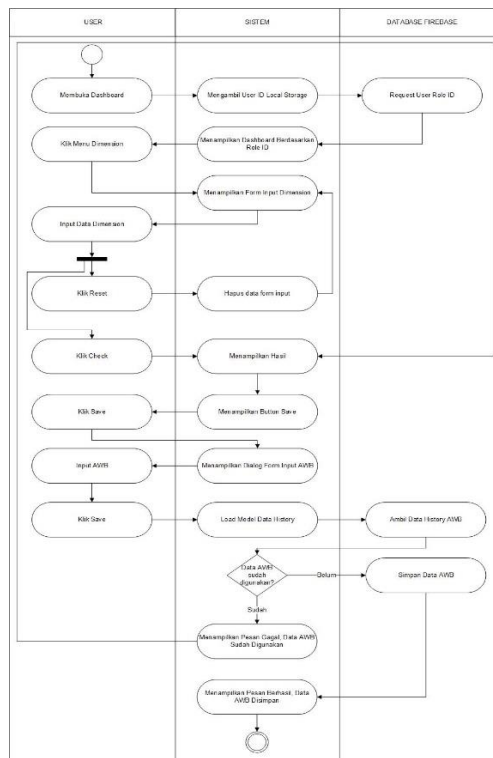 USER
SISTEM
DATABASE FIREBASE
Membuka Dashboard
Mengambil User ID Local Storage
Request User Role ID
Klik Menu Dimension
Menampilkan Dashboard Berdasarkan
Role ID
Menampilkan Form Input Dimension
Input Data Dimension
Klik Reset
Hapus data form input
Klik Check
Menampilkan Hasil
Klik Save
Menampilkan Button Save
Input AWB
Menampilkan Dialog Form Input AWB
Klik Save
Load Model Data History
Ambil Data History AWB
Data AWB
sudah
digunakan?
Belum
Simpan Data AWB
Sudah
Menampilkan Pesan Gagal, Data AWB
Sudah Digunakan
Menampilkan Pesan Berhasil, Data
AWB Disimpan